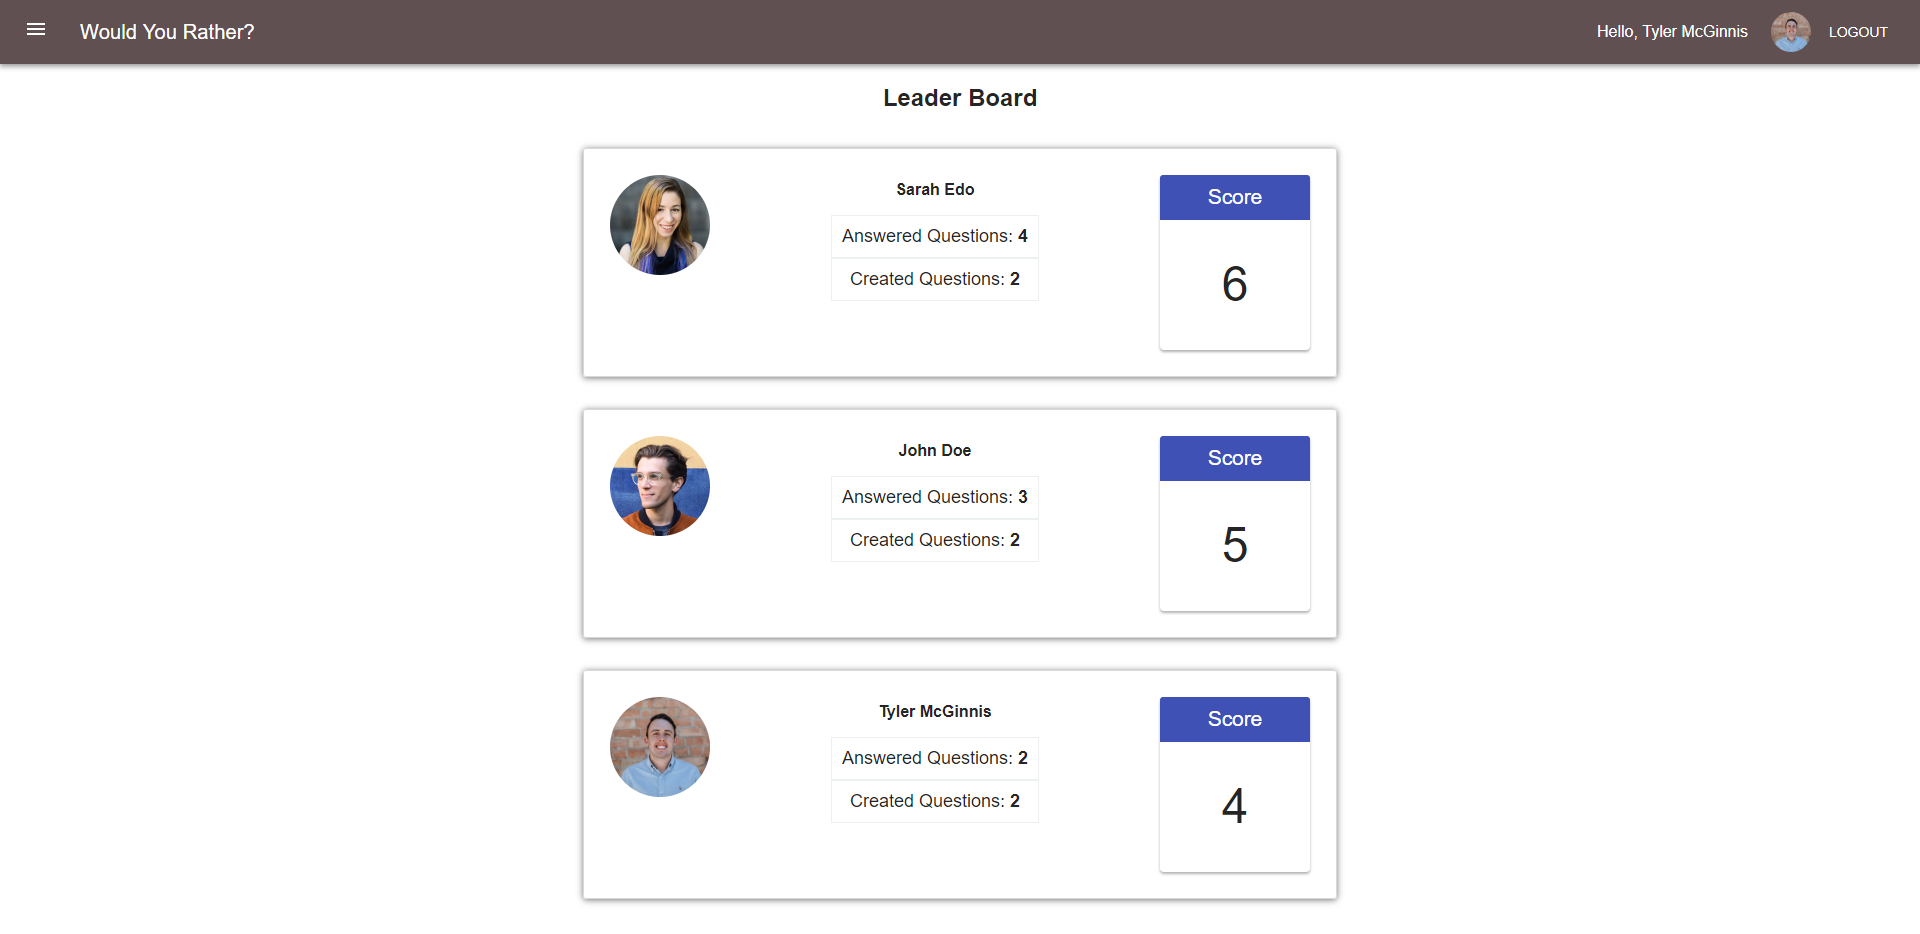 Would You Rather?
Hello, Tyler McGinnis
LOGOUT
Leader Board
Sarah Edo
Answered Questions: 4
Created Questions: 2
Score
6
John Doe
Answered Questions: 3
Created Questions: 2
Score
5
Tyler McGinnis
Answered Questions: 2
Created Questions: 2
Score
4